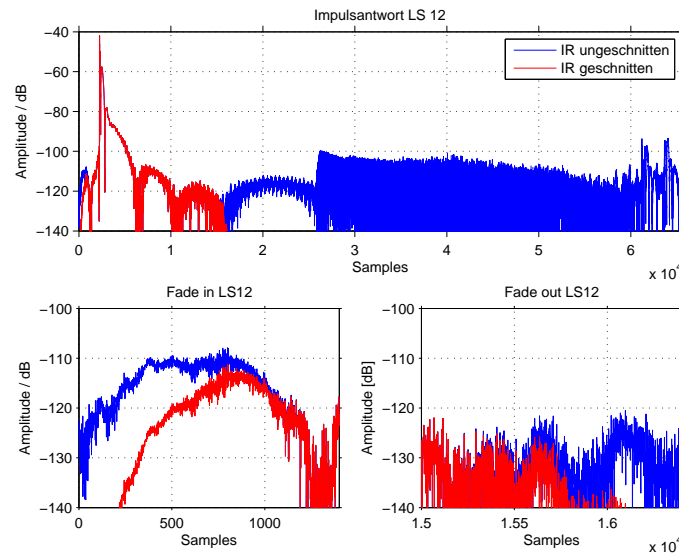 Impulsantwort LS 12
Amplitude / dB
−40
−60
−80
−100
−120
−140
IR ungeschnitten
IR geschnitten
0 1 2 3 4 5 6
x 10⁴
Samples
Fade in LS12
Amplitude / dB
−100
−110
−120
−130
−140
0 500 1000
Samples
Fade out LS12
Amplitude [dB]
−100
−110
−120
−130
−140
1.5 1.55 1.6
x 10⁴
Samples